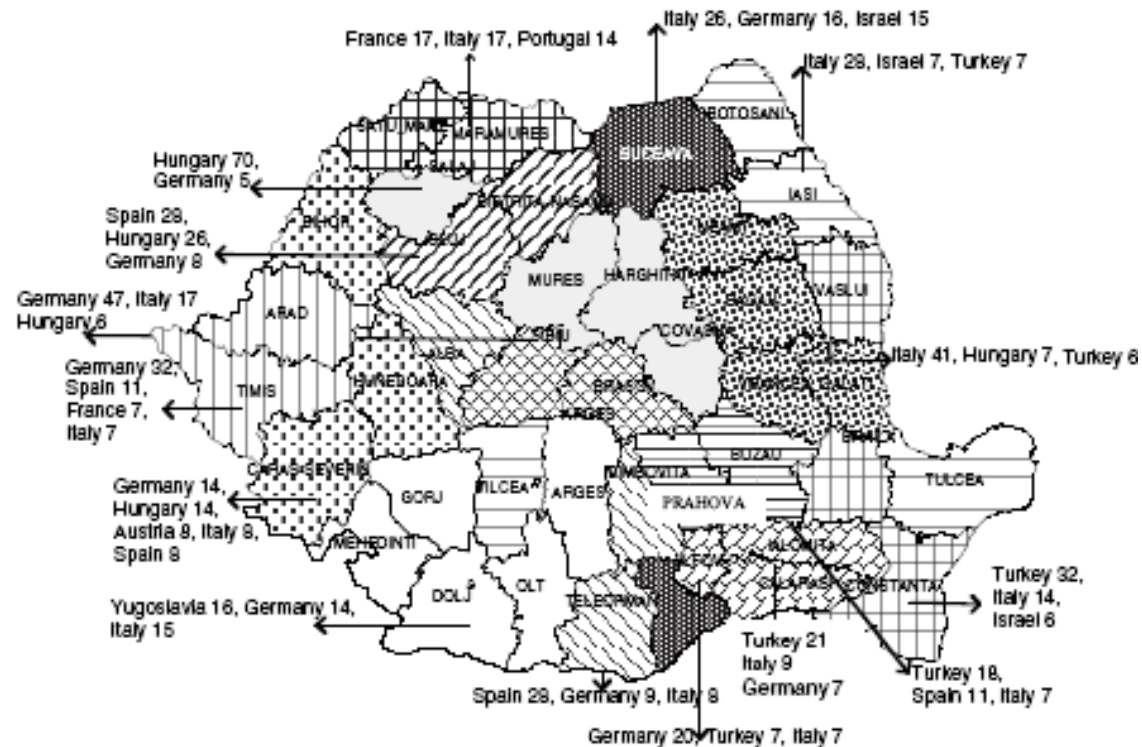 Italy 26, Germany 16, Israel 15
France 17, Italy 17, Portugal 14
Italy 28, Israel 7, Turkey 7
BOTOSANI
SATU MARE
MARAMURES
SUCEAVA
Hungary 70,
Germany 5
SALAJ
IASI
BISTRITA-NASAUD
BIHOR
NEAMT
Spain 28,
Hungary 26,
Germany 8
CLUJ
MURES
HARGHITA
BACAU
VASLUI
Germany 47, Italy 17
Hungary 6
ARAD
SIBIU
COVASNA
ALBA
Italy 41, Hungary 7, Turkey 6
Germany 32,
Spain 11,
France 7,
Italy 7
TIMIS
HUNEDOARA
BRASOV
VRANCEA
GALATI
ARGES
BRAILA
BUZAU
CARAS-SEVERIN
DIMBOVITA
TULCEA
GORJ
VILCEA
ARGES
PRAHOVA
Germany 14,
Hungary 14,
Austria 8, Italy 8,
Spain 8
MEHEDINTI
IALOMITA
DOLJ
OLT
TELEORMAN
CALARASI
CONSTANTA
Turkey 32,
Italy 14,
Israel 6
Yugoslavia 16, Germany 14,
Italy 15
Turkey 21
Italy 9
Germany 7
Turkey 18,
Spain 11, Italy 7
Spain 28, Germany 9, Italy 8
Germany 20, Turkey 7, Italy 7